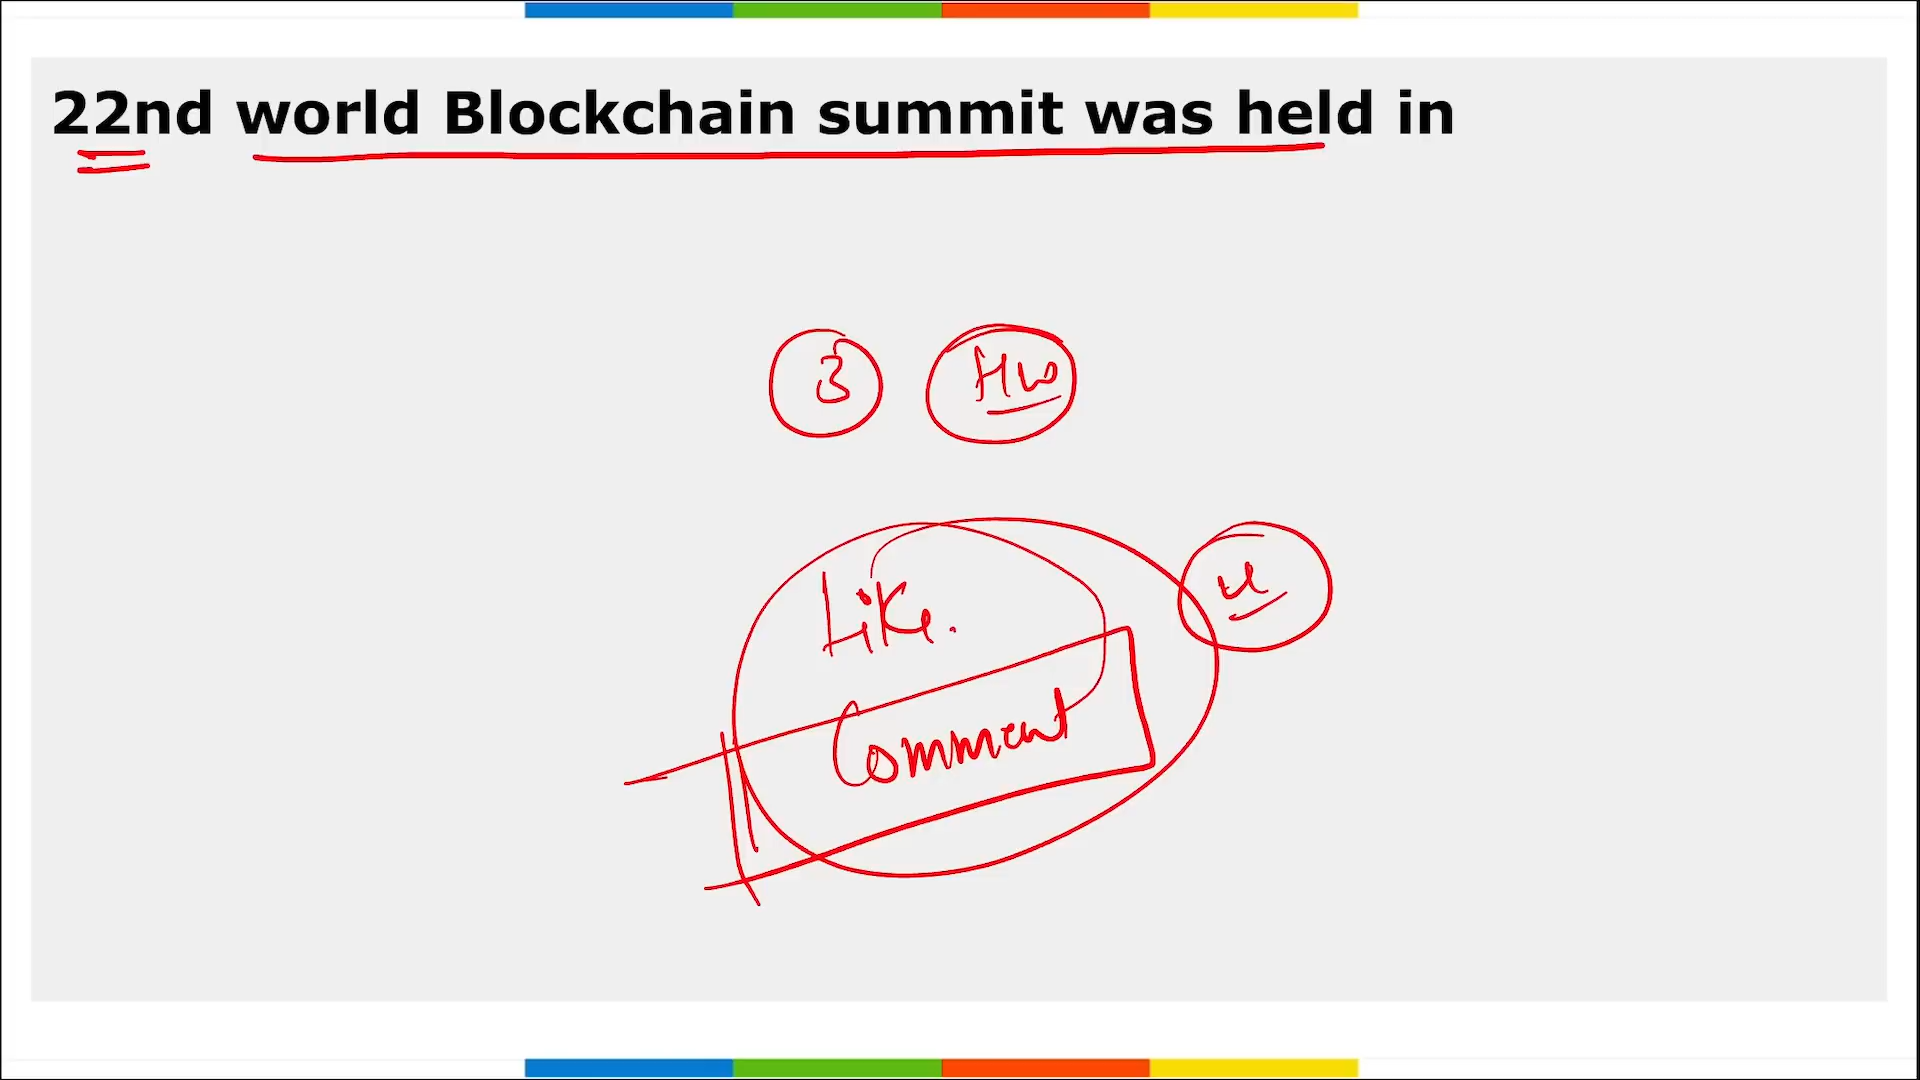 22nd world Blockchain summit was held in
3 HW
Like.
Comment